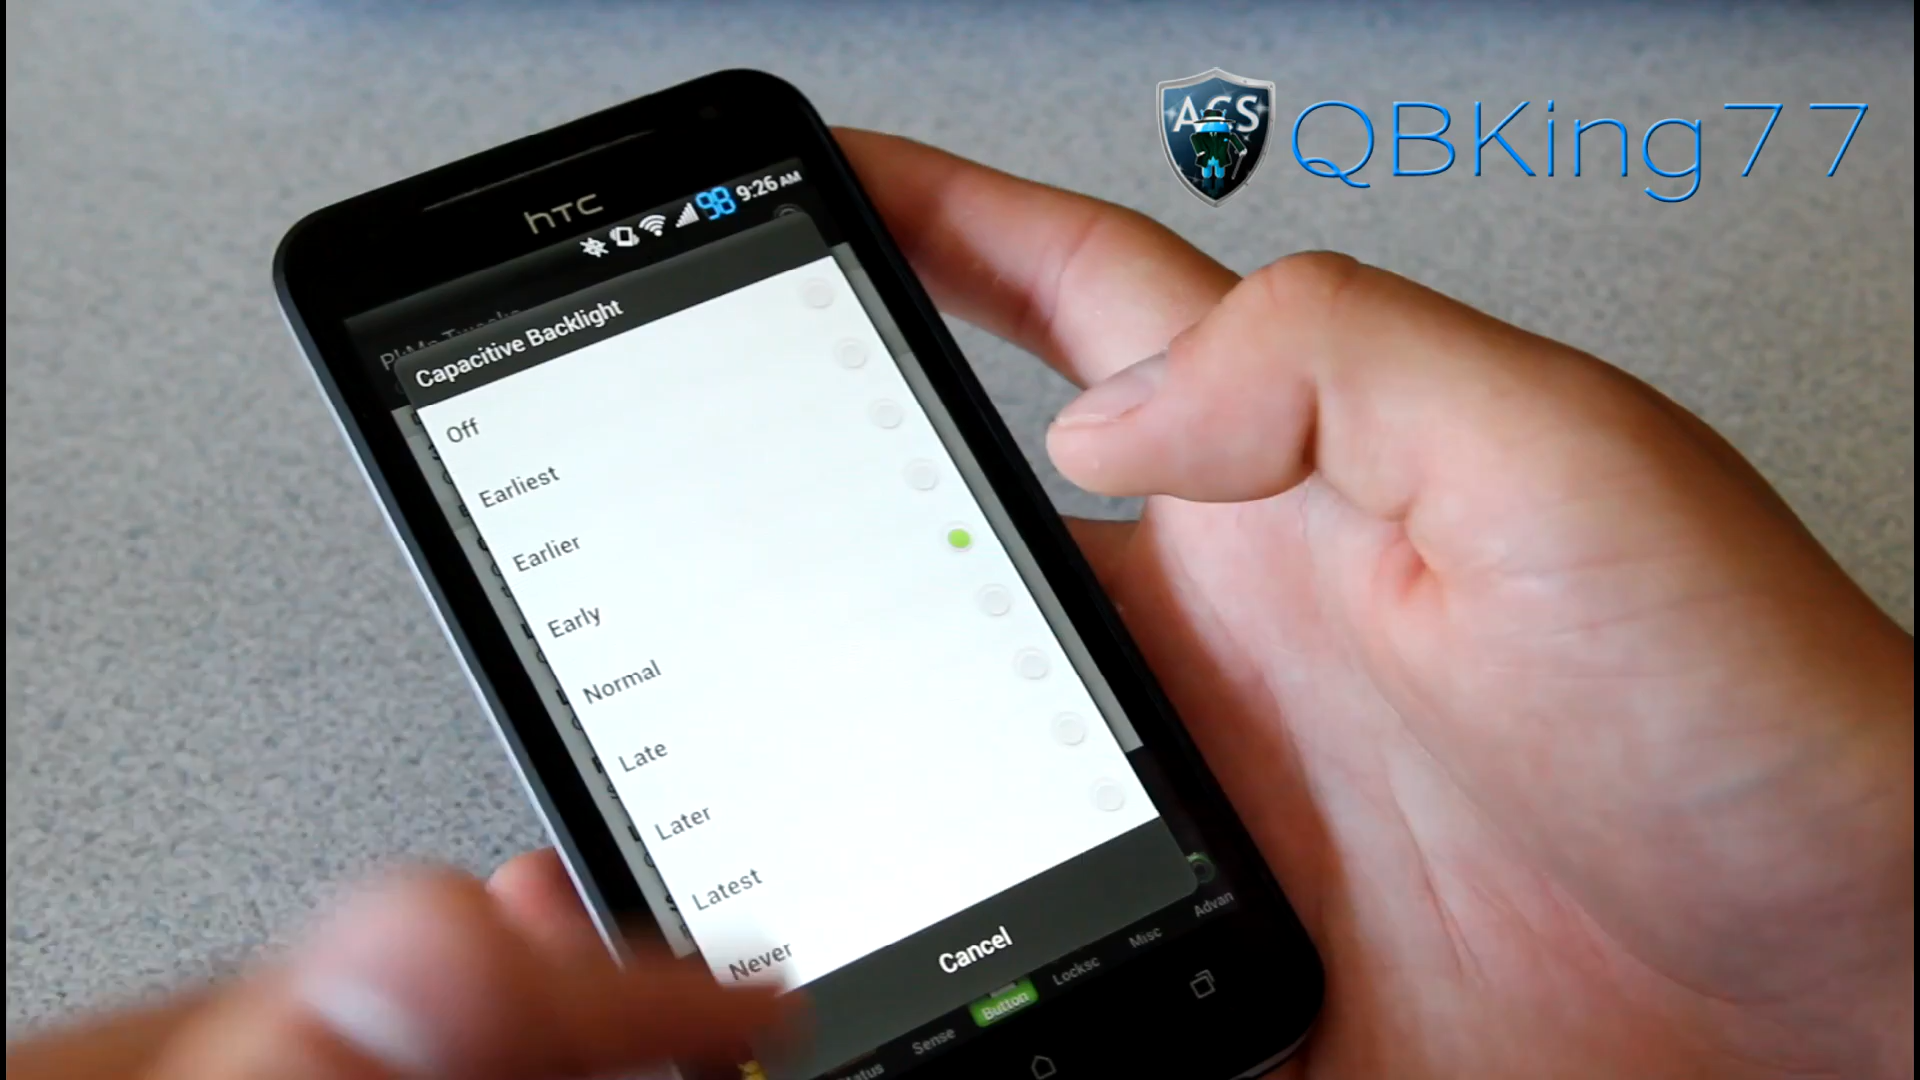 ACS
QBKing77
hTC
98 9:26 AM
Capacitive Backlight
Off
Earliest
Earlier
Early
Normal
Late
Later
Latest
Never
Cancel
Sense
Button
Locksc
Misc
Advan